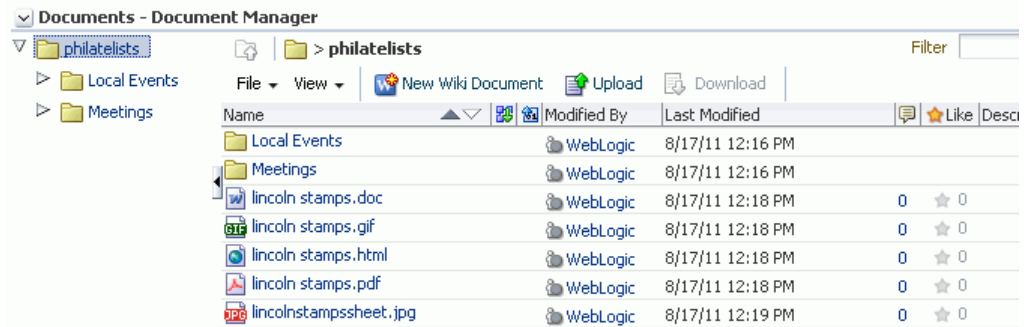 Documents - Document Manager
philatelists
> philatelists
Filter
Local Events
File View New Wiki Document Upload Download
Meetings
Name Modified By Last Modified Like Descri
Local Events WebLogic 8/17/11 12:16 PM
Meetings WebLogic 8/17/11 12:16 PM
lincoln stamps.doc WebLogic 8/17/11 12:18 PM 0 0
GIF lincoln stamps.gif WebLogic 8/17/11 12:18 PM 0 0
lincoln stamps.html WebLogic 8/17/11 12:18 PM 0 0
lincoln stamps.pdf WebLogic 8/17/11 12:18 PM 0 0
JPG lincolnstampssheet.jpg WebLogic 8/17/11 12:19 PM 0 0